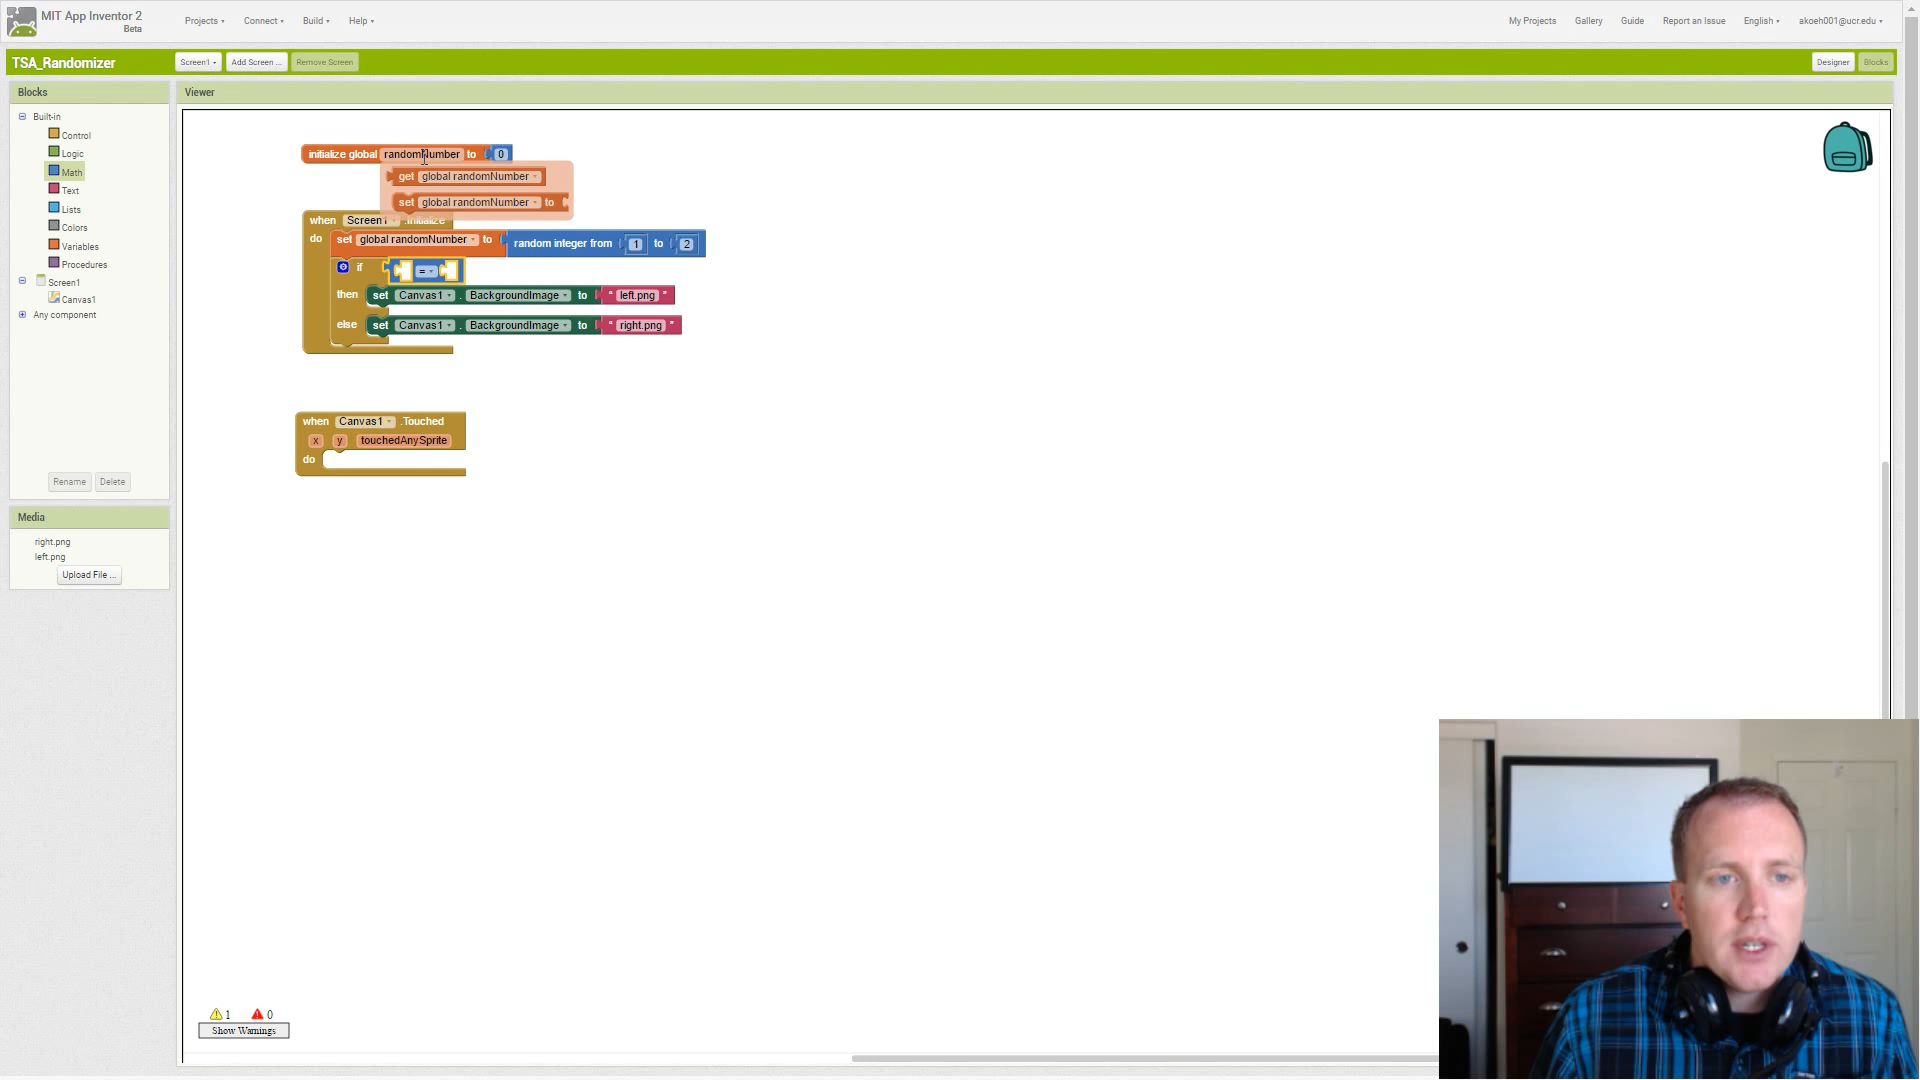 MIT App Inventor 2
Beta
Projects Connect Build Help
My Projects Gallery Guide Report an Issue English akoeh001@ucr.edu
TSA_Randomizer Screen1 Add Screen ... Remove Screen Designer Blocks
Blocks
Viewer
Built-in
Control
Logic
Math
Text
Lists
Colors
Variables
Procedures
Screen1
Canvas1
Any component
Rename Delete
Media
right.png
left.png
Upload File ...
initialize global randomNumber to 0
get global randomNumber
set global randomNumber to
when Screen1 .Initialize
do set global randomNumber to random integer from 1 to 2
if =
then set Canvas1 . BackgroundImage to " left.png "
else set Canvas1 . BackgroundImage to " right.png "
when Canvas1 .Touched
x y touchedAnySprite
do
1 0
Show Warnings